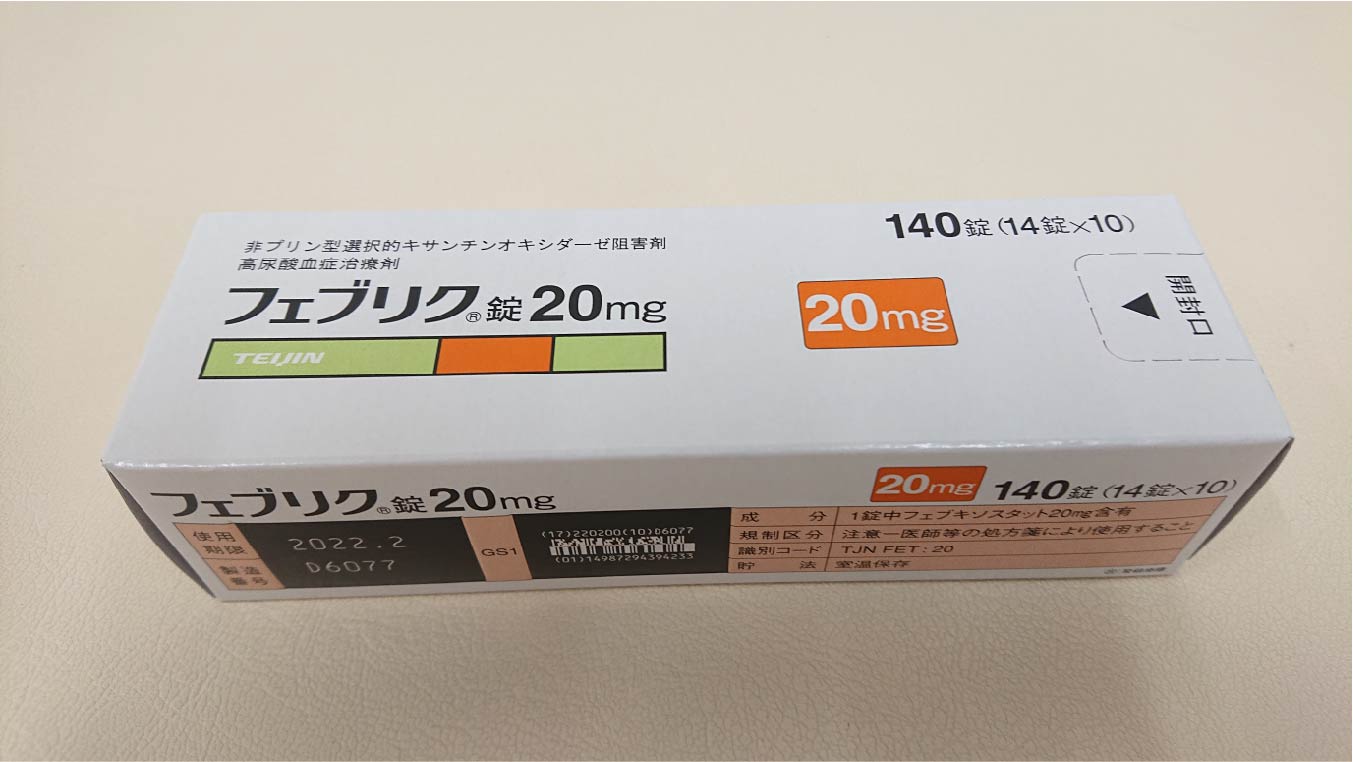 非プリン型選択的キサンチンオキシダーゼ阻害剤
高尿酸血症治療剤
フェブリク®錠20mg
TEIJIN
20mg
140錠(14錠×10)
開封口
フェブリク®錠20mg
20mg 140錠(14錠×10)
使用期限 2022.2
製造番号 D6077
GS1
(17)220200(10)D6077
(01)14987294394233
成分 1錠中フェブキソスタット20mg含有
規制区分 注意ー医師等の処方箋により使用すること
識別コード TJN FET:20
貯法 室温保存